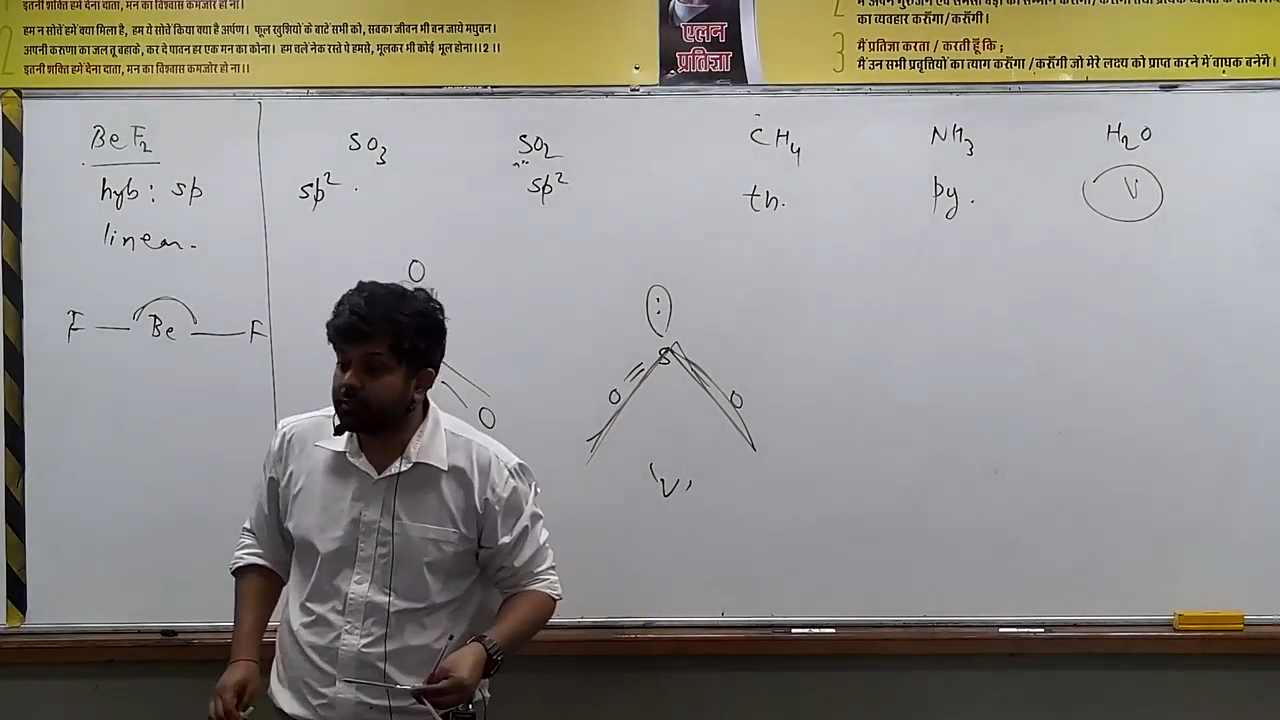 इतनी शक्ति हमें देना दाता, मन का विश्वास कमजोर हो ना।
2
हम न सोचें हमें क्या मिला है, हम ये सोचें किया क्या है अर्पण। फूल खुशियों के बाटें सभी को, सबका जीवन भी बन जाये मधुबन।
अपनी करुणा का जल तू बहाके, कर दे पावन हर एक मन का कोना। हम चलें नेक रस्ते पे हमसे, भूलकर भी कोई भूल होना।।2।।
इतनी शक्ति हमें देना दाता, मन का विश्वास कमजोर हो ना।।
एलन
प्रतिज्ञा
2
का व्यवहार करूँगा/करूँगी।
3
मैं प्रतिज्ञा करता / करती हूँ कि ;
मैं उन सभी प्रवृत्तियों का त्याग करूँगा /करूँगी जो मेरे लक्ष्य को प्राप्त करने में बाधक बनेंगे।
BeF2
hyb: sp
linear.
F — Be — F
SO3
sp²
O
O
SO2
sp²
:
S
O O
'V'
CH4
th.
NH3
py.
H2O
V